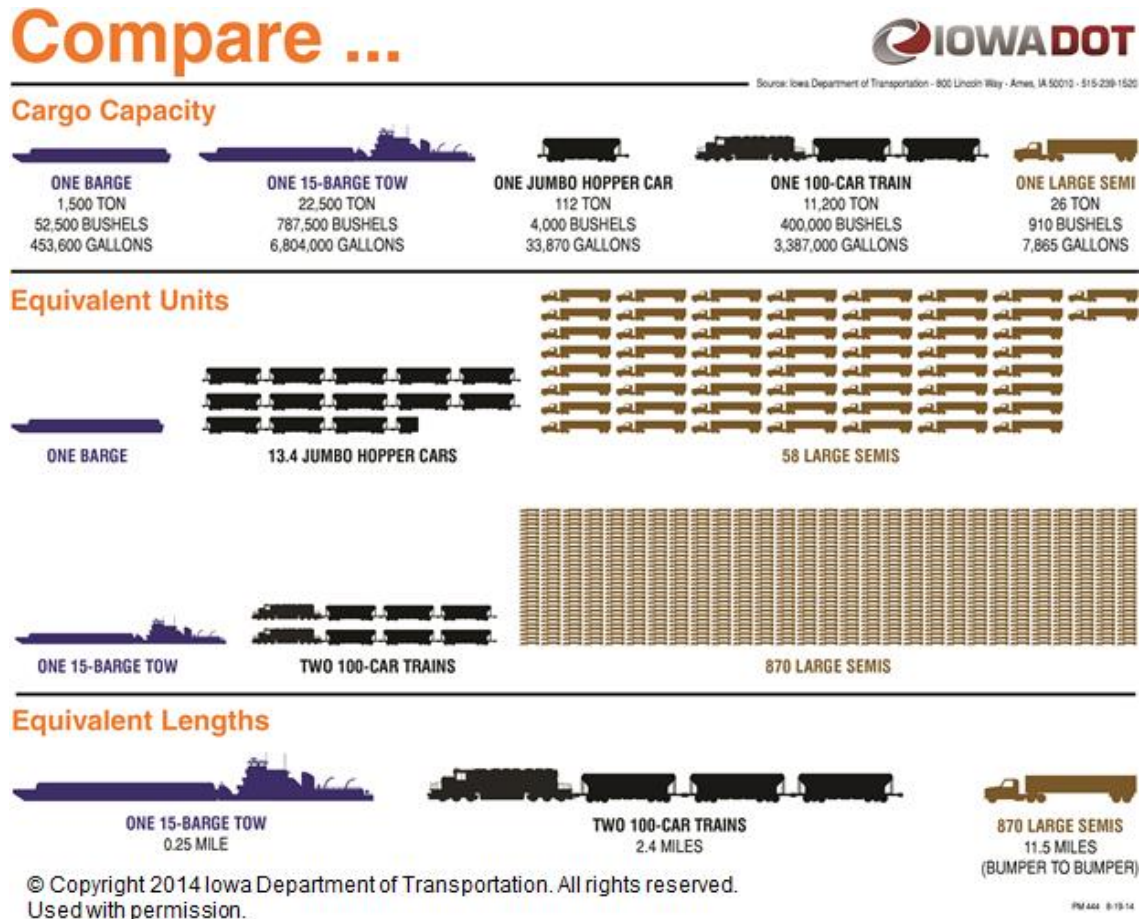 Compare ...
IOWADOT
Source: Iowa Department of Transportation - 800 Lincoln Way - Ames, IA 50010 - 515-239-1520
Cargo Capacity
ONE BARGE
1,500 TON
52,500 BUSHELS
453,600 GALLONS
ONE 15-BARGE TOW
22,500 TON
787,500 BUSHELS
6,804,000 GALLONS
ONE JUMBO HOPPER CAR
112 TON
4,000 BUSHELS
33,870 GALLONS
ONE 100-CAR TRAIN
11,200 TON
400,000 BUSHELS
3,387,000 GALLONS
ONE LARGE SEMI
26 TON
910 BUSHELS
7,865 GALLONS
Equivalent Units
ONE BARGE
13.4 JUMBO HOPPER CARS
58 LARGE SEMIS
ONE 15-BARGE TOW
TWO 100-CAR TRAINS
870 LARGE SEMIS
Equivalent Lengths
ONE 15-BARGE TOW
0.25 MILE
TWO 100-CAR TRAINS
2.4 MILES
870 LARGE SEMIS
11.5 MILES
(BUMPER TO BUMPER)
© Copyright 2014 Iowa Department of Transportation. All rights reserved.
Used with permission.
PM 444 8-19-14